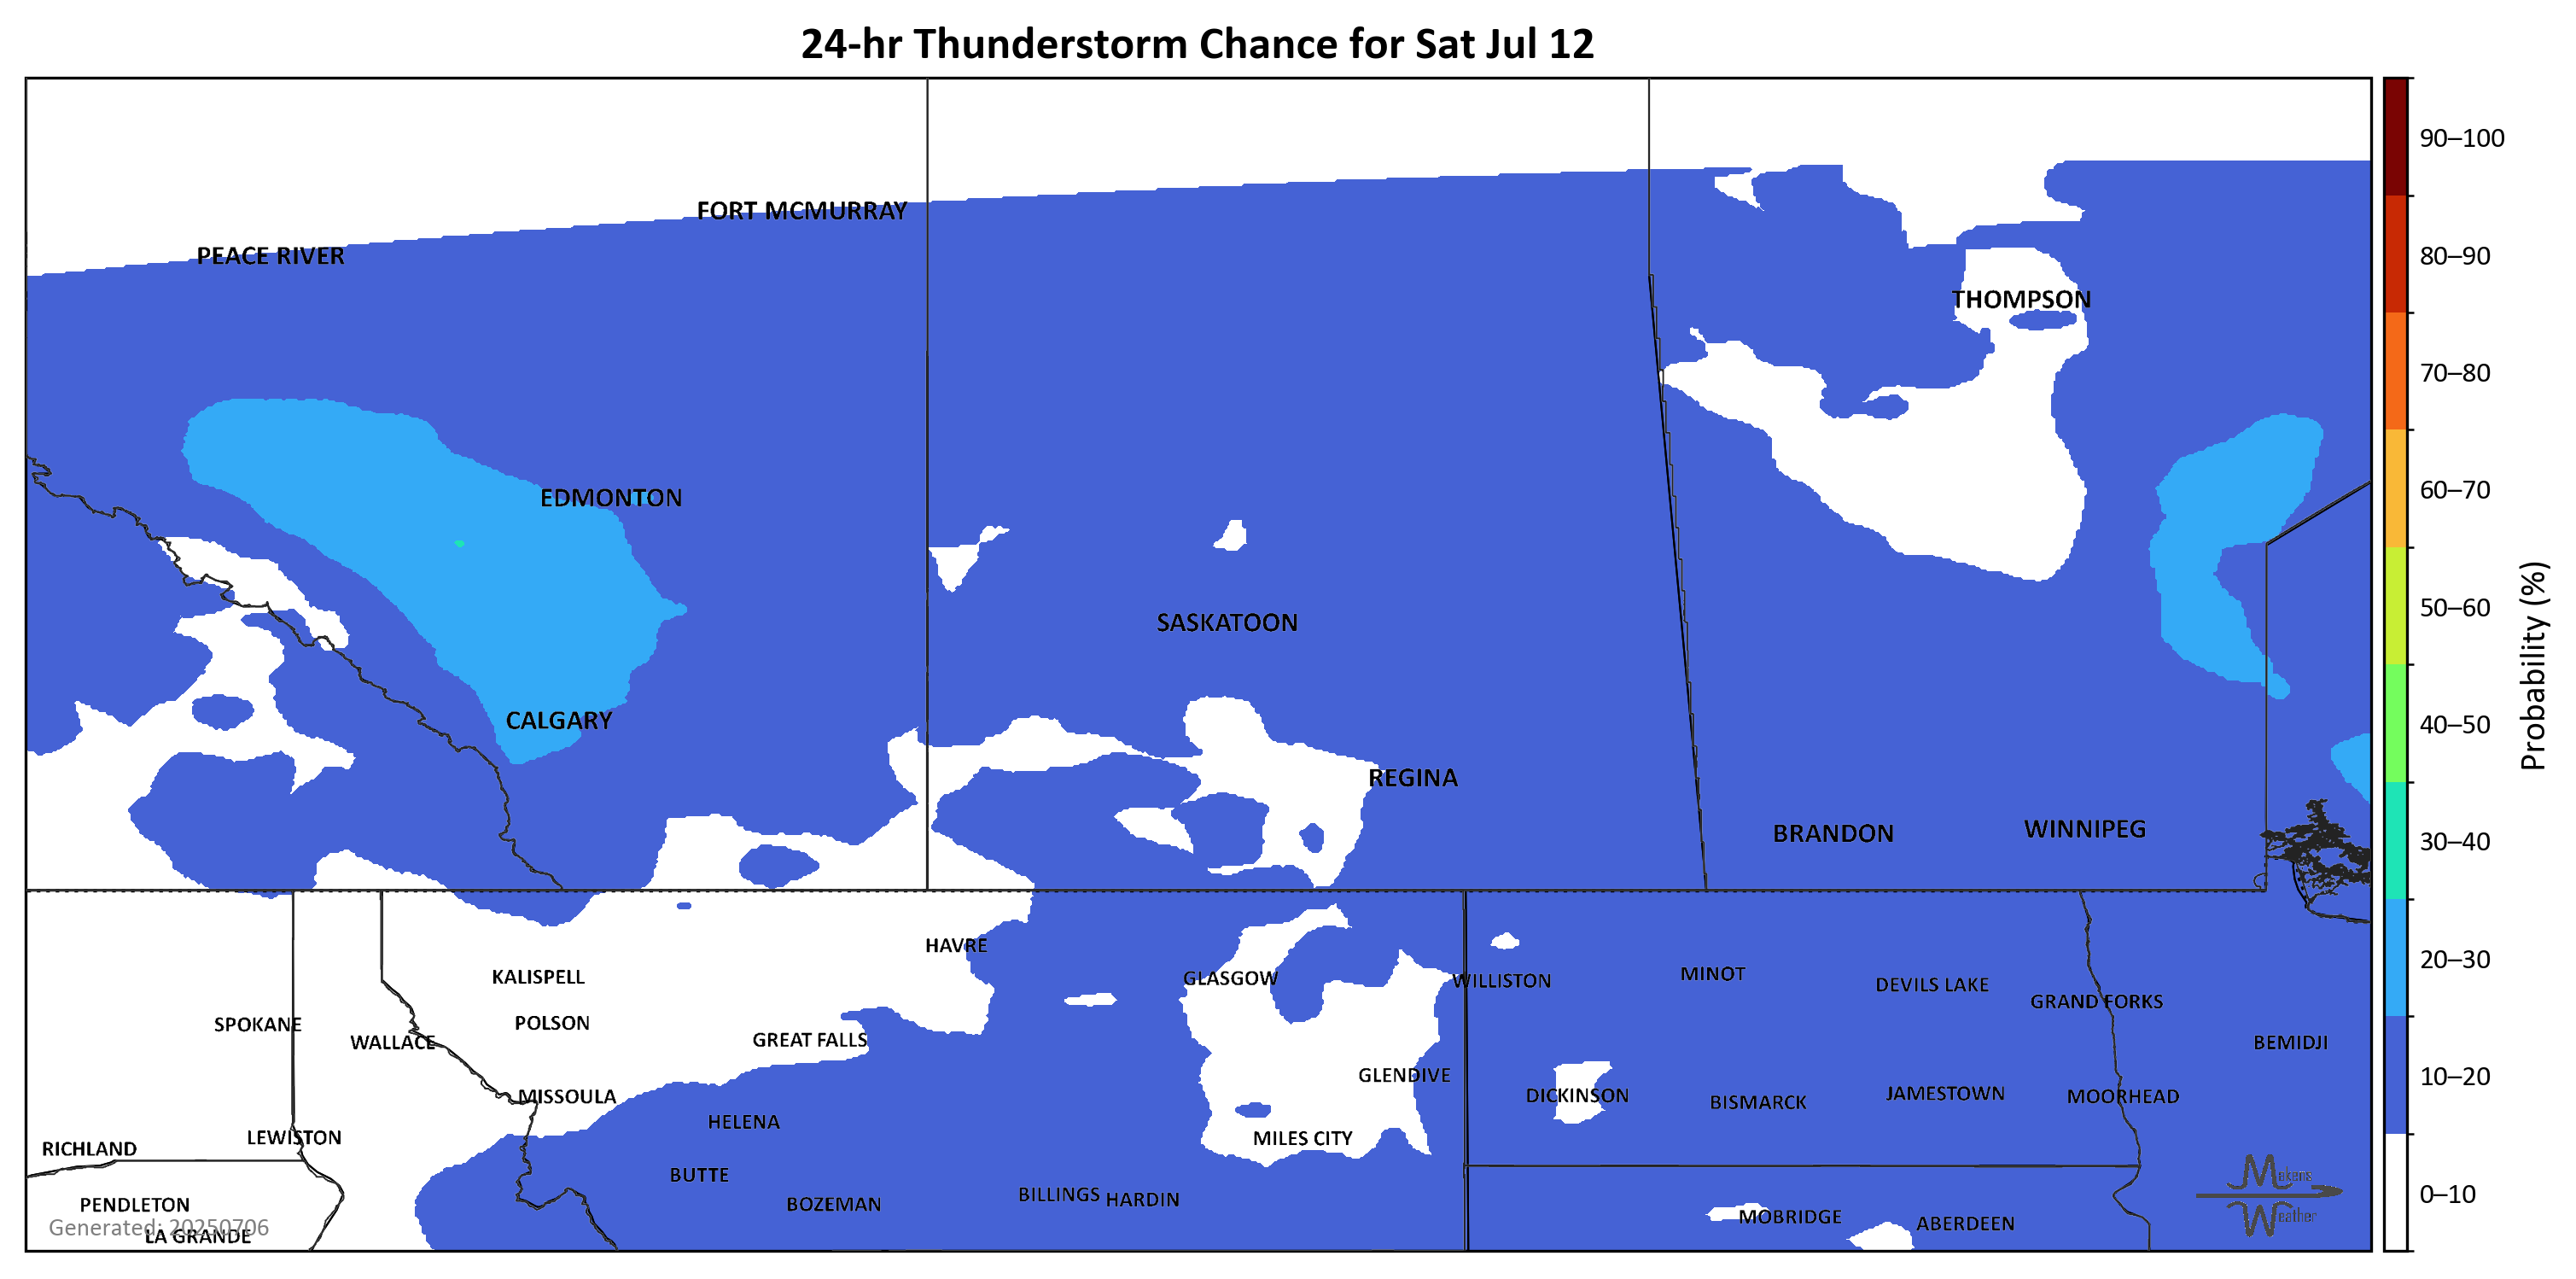 24-hr Thunderstorm Chance for Sat Jul 12
90–100
FORT MCMURRAY
PEACE RIVER
80–90
THOMPSON
70–80
EDMONTON
60–70
50–60
SASKATOON
CALGARY
40–50
Probability (%)
REGINA
BRANDON
WINNIPEG
30–40
HAVRE
KALISPELL
GLASGOW
WILLISTON
MINOT
DEVILS LAKE
20–30
GRAND FORKS
SPOKANE
POLSON
WALLACE
GREAT FALLS
BEMIDJI
GLENDIVE
10–20
MISSOULA
DICKINSON
BISMARCK
JAMESTOWN
MOORHEAD
HELENA
RICHLAND
LEWISTON
MILES CITY
BUTTE
Makens
Weather
PENDLETON
BOZEMAN
BILLINGS
HARDIN
0–10
MOBRIDGE
ABERDEEN
Generated: 20250706
LA GRANDE